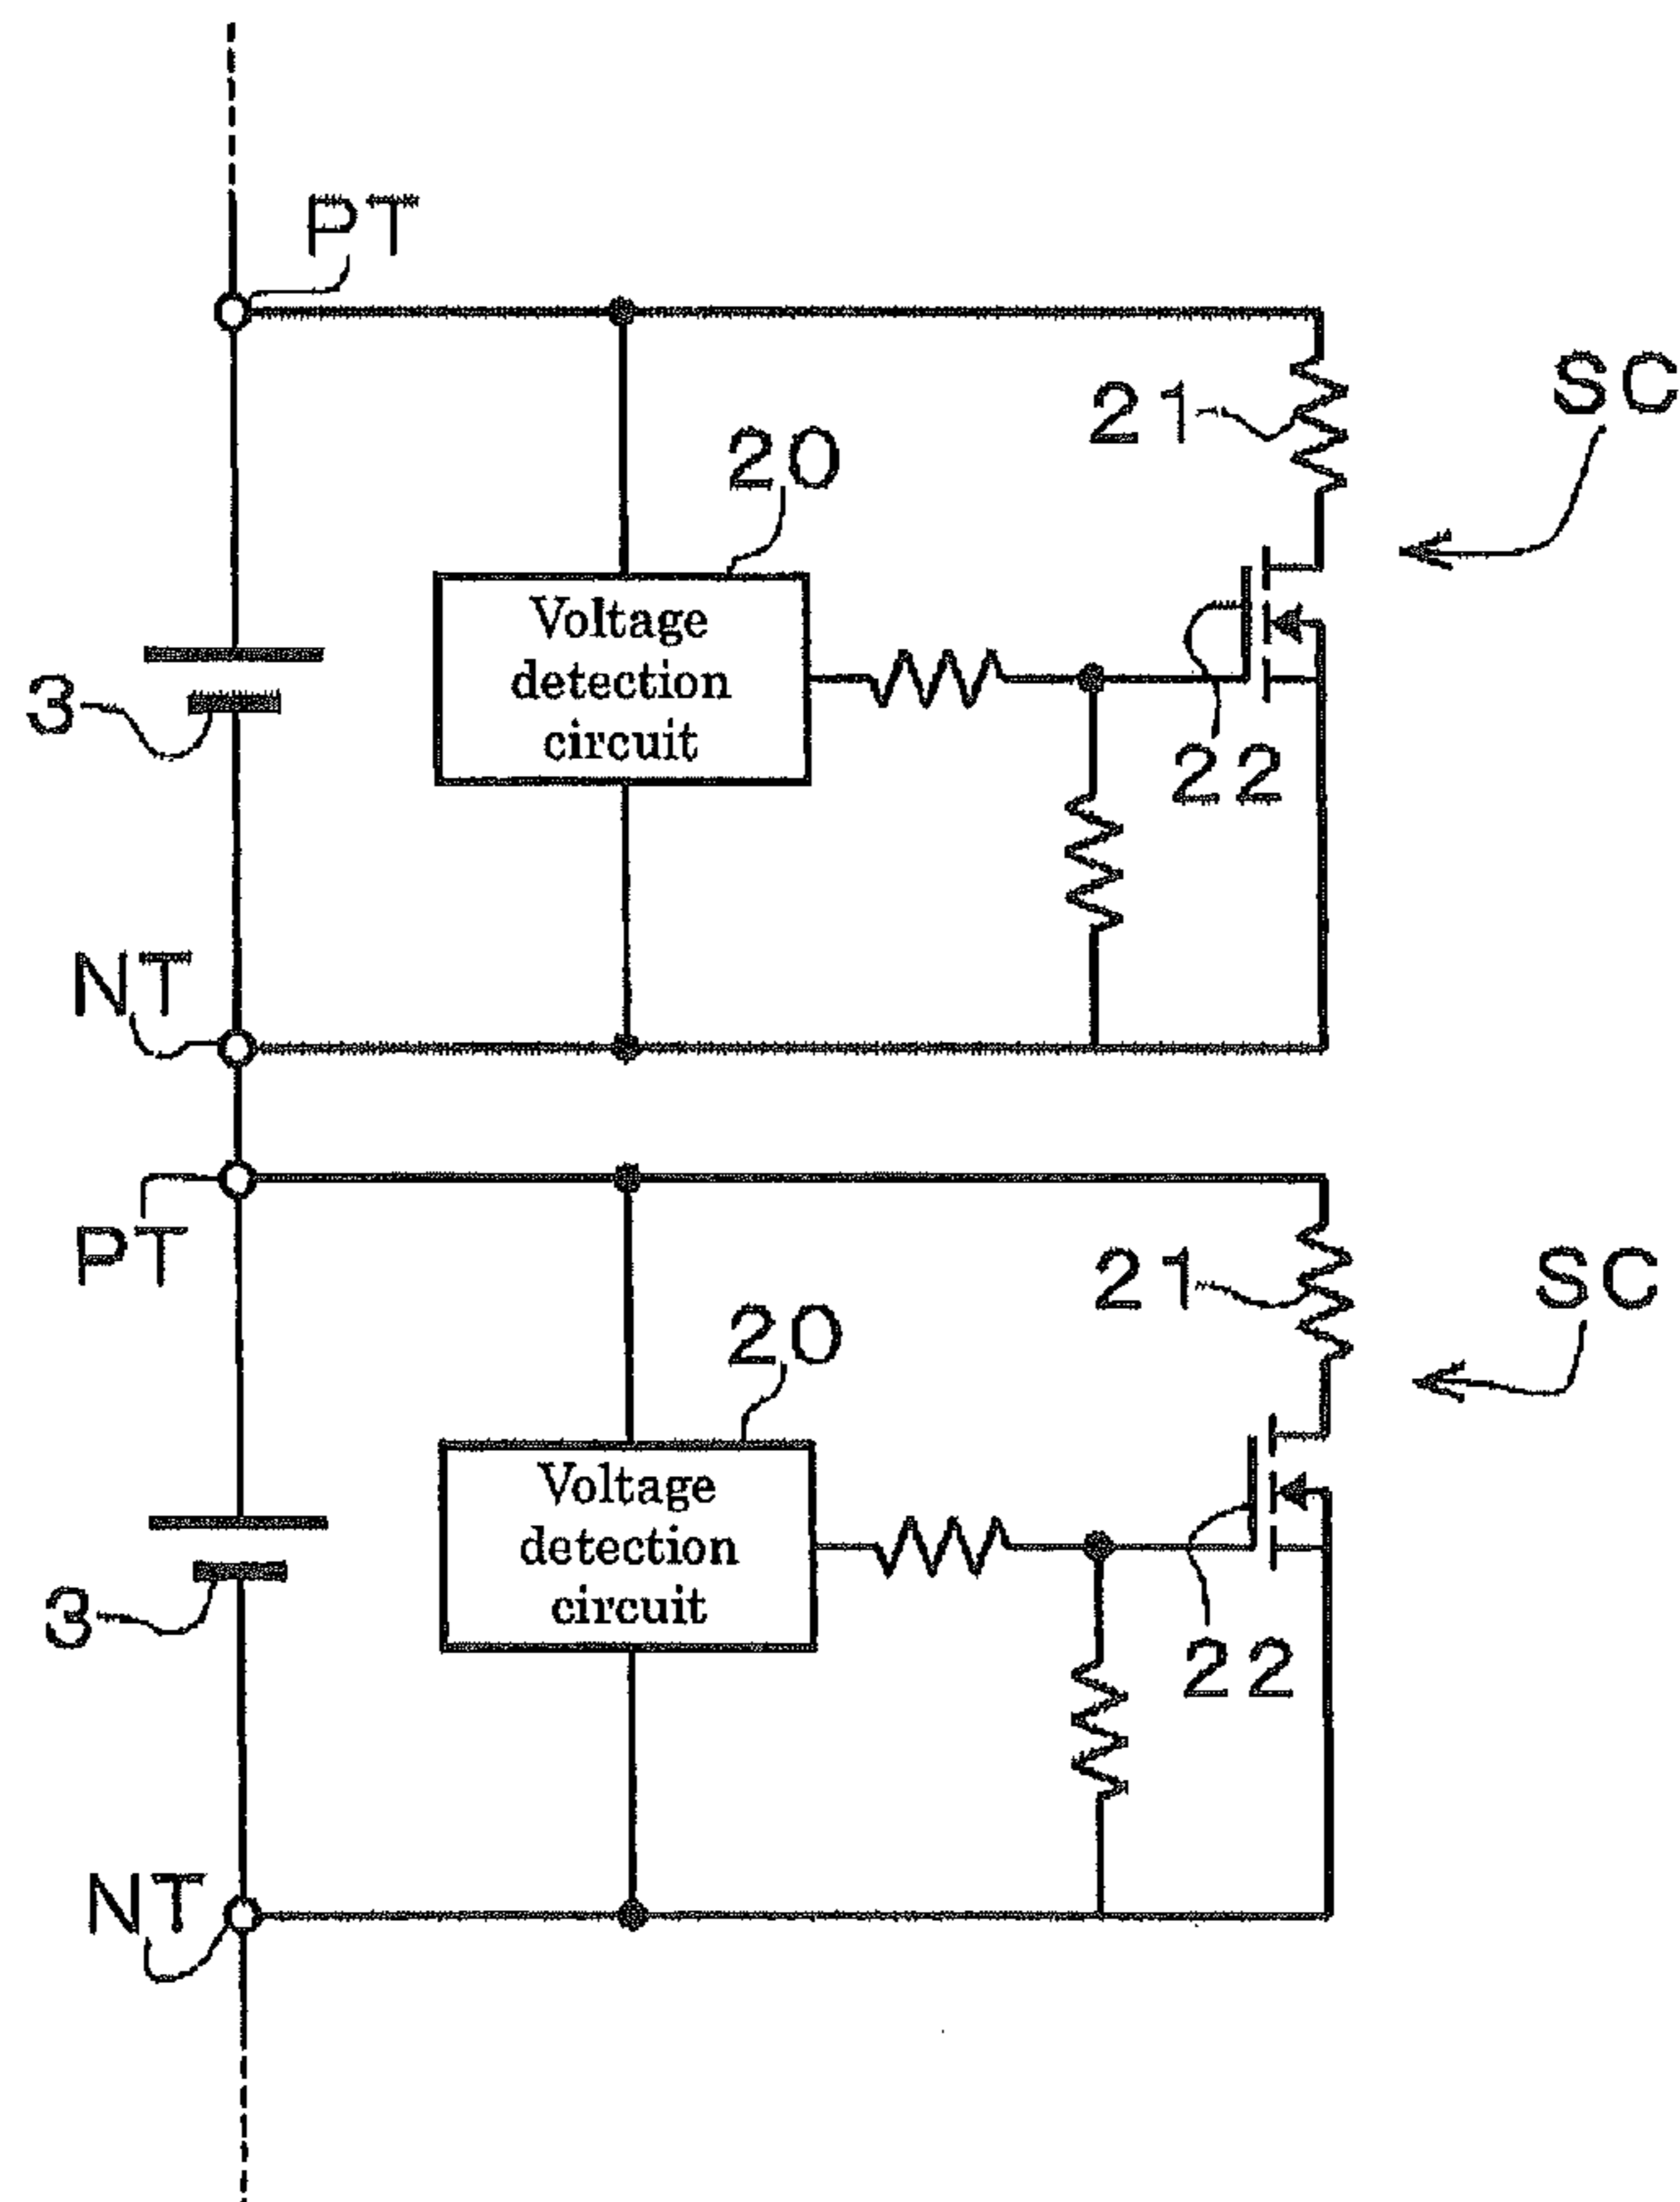 PT
21
SC
20
Voltage
detection
circuit
3
22
NT
PT
21
SC
20
Voltage
detection
circuit
3
22
NT